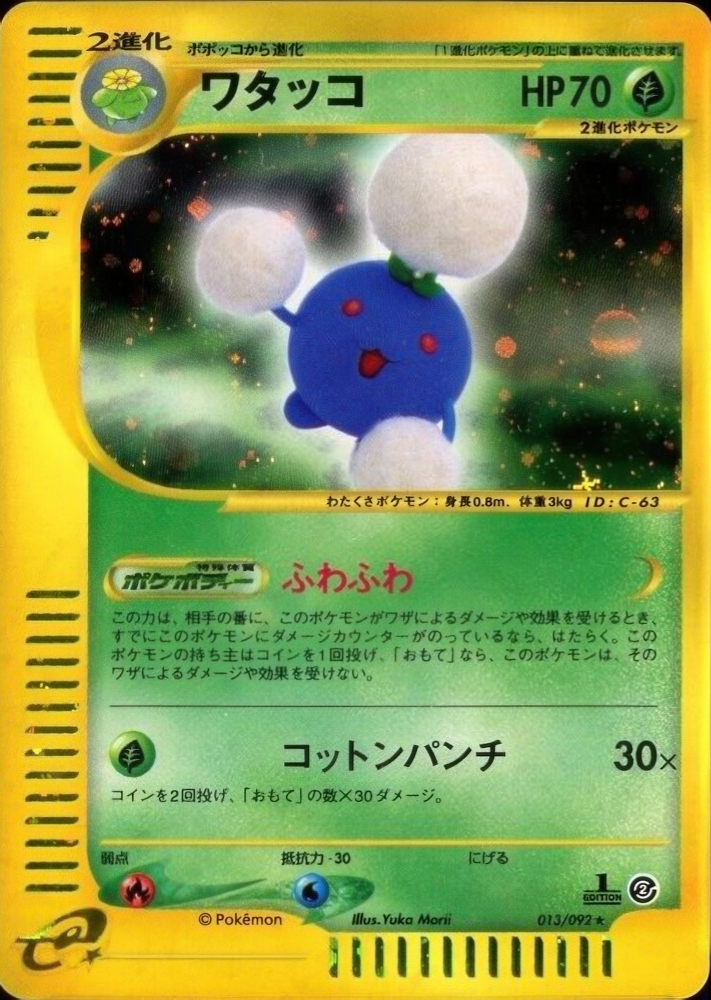 2進化 ポポッコから進化 「1進化ポケモン」の上に重ねて進化させます。
ワタッコ HP70
2進化ポケモン
わたくさポケモン：身長0.8m. 体重3kg ID:C-63
特殊体質
ポケボディー ふわふわ
この力は、相手の番に、このポケモンがワザによるダメージや効果を受けるとき、
すでにこのポケモンにダメージカウンターがのっているなら、はたらく。この
ポケモンの持ち主はコインを1回投げ、「おもて」なら、このポケモンは、その
ワザによるダメージや効果を受けない。
コットンパンチ 30×
コインを2回投げ、「おもて」の数×30ダメージ。
弱点 抵抗力 -30 にげる
1
EDITION
©Pokémon Illus. Yuka Morii 013/092★
e